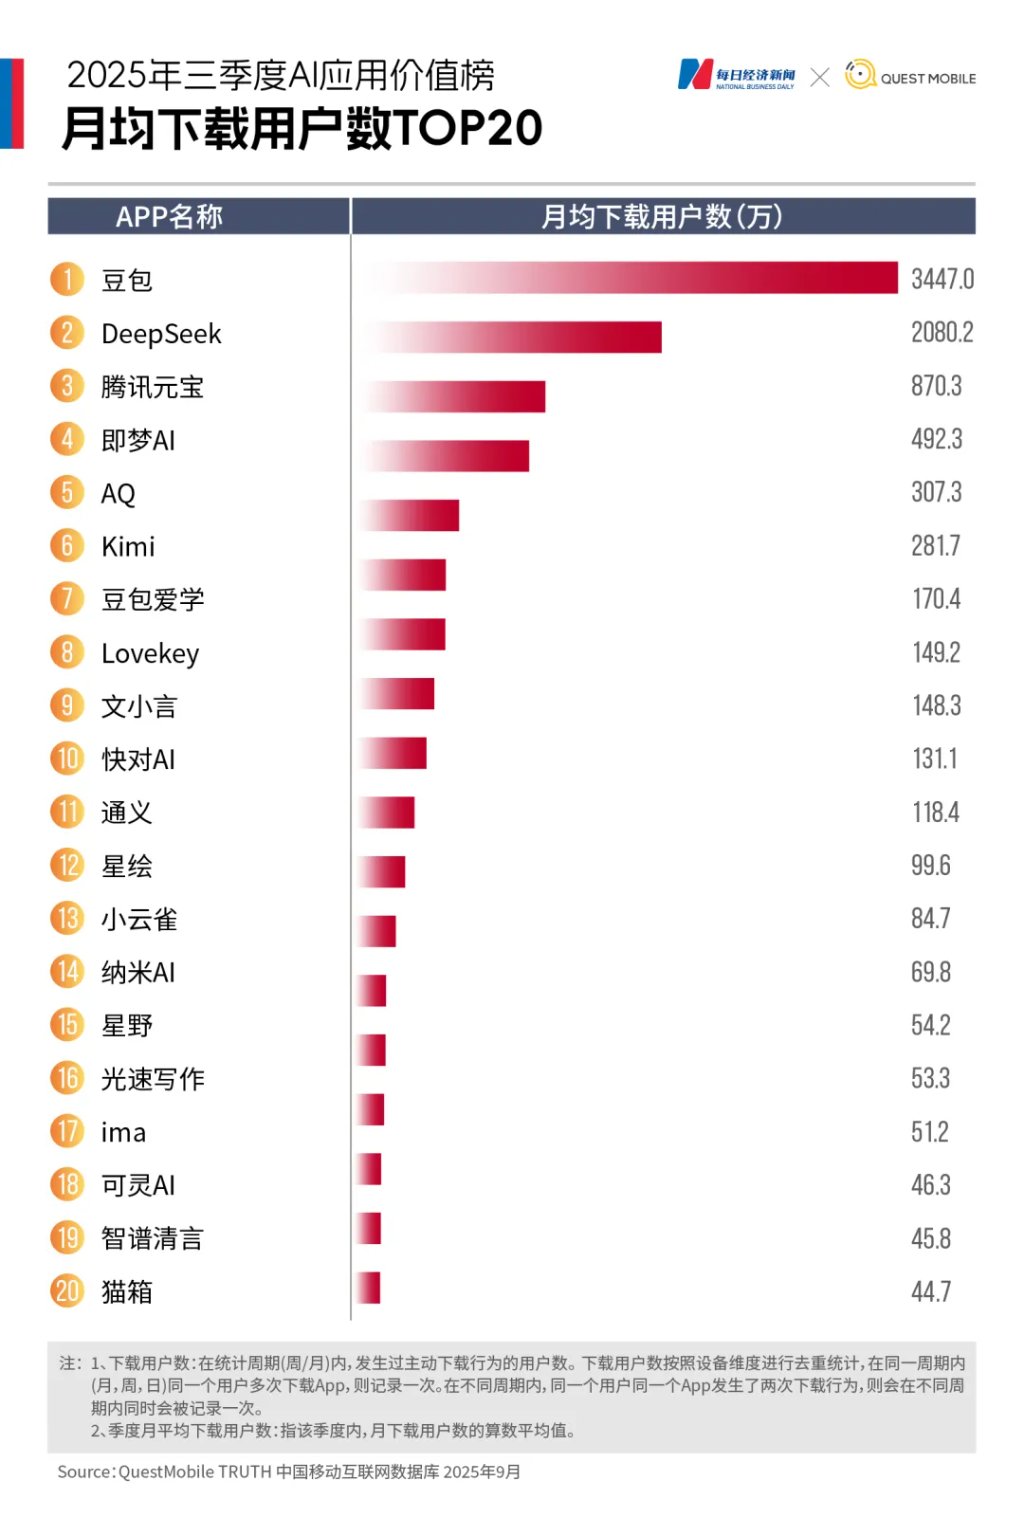 2025年三季度AI应用价值榜
月均下载用户数TOP20
每日经济新闻
NATIONAL BUSINESS DAILY
QUEST MOBILE
APP名称 月均下载用户数(万)
1 豆包 3447.0
2 DeepSeek 2080.2
3 腾讯元宝 870.3
4 即梦AI 492.3
5 AQ 307.3
6 Kimi 281.7
7 豆包爱学 170.4
8 Lovekey 149.2
9 文小言 148.3
10 快对AI 131.1
11 通义 118.4
12 星绘 99.6
13 小云雀 84.7
14 纳米AI 69.8
15 星野 54.2
16 光速写作 53.3
17 ima 51.2
18 可灵AI 46.3
19 智谱清言 45.8
20 猫箱 44.7
注: 1、下载用户数:在统计周期(周/月)内,发生过主动下载行为的用户数。下载用户数按照设备维度进行去重统计,在同一周期内
(月,周,日)同一个用户多次下载App,则记录一次。在不同周期内,同一个用户同一个App发生了两次下载行为,则会在不同周
期内同时会被记录一次。
2、季度月平均下载用户数:指该季度内,月下载用户数的算数平均值。
Source:QuestMobile TRUTH 中国移动互联网数据库 2025年9月